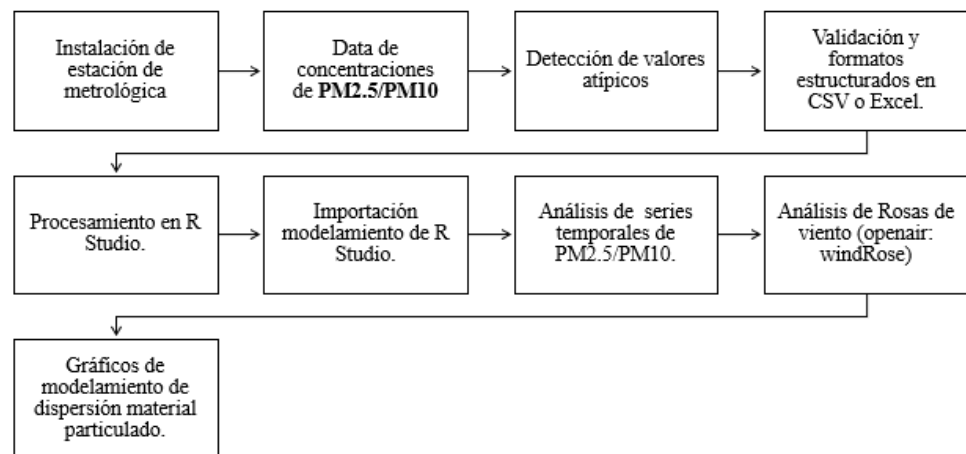 Instalación de
estación de
metrológica
Data de
concentraciones
de PM2.5/PM10
Detección de valores
atípicos
Validación y
formatos
estructurados en
CSV o Excel.
Procesamiento en R
Studio.
Importación
modelamiento de R
Studio.
Análisis de series
temporales de
PM2.5/PM10.
Análisis de Rosas de
viento (openair:
windRose)
Gráficos de
modelamiento de
dispersión material
particulado.